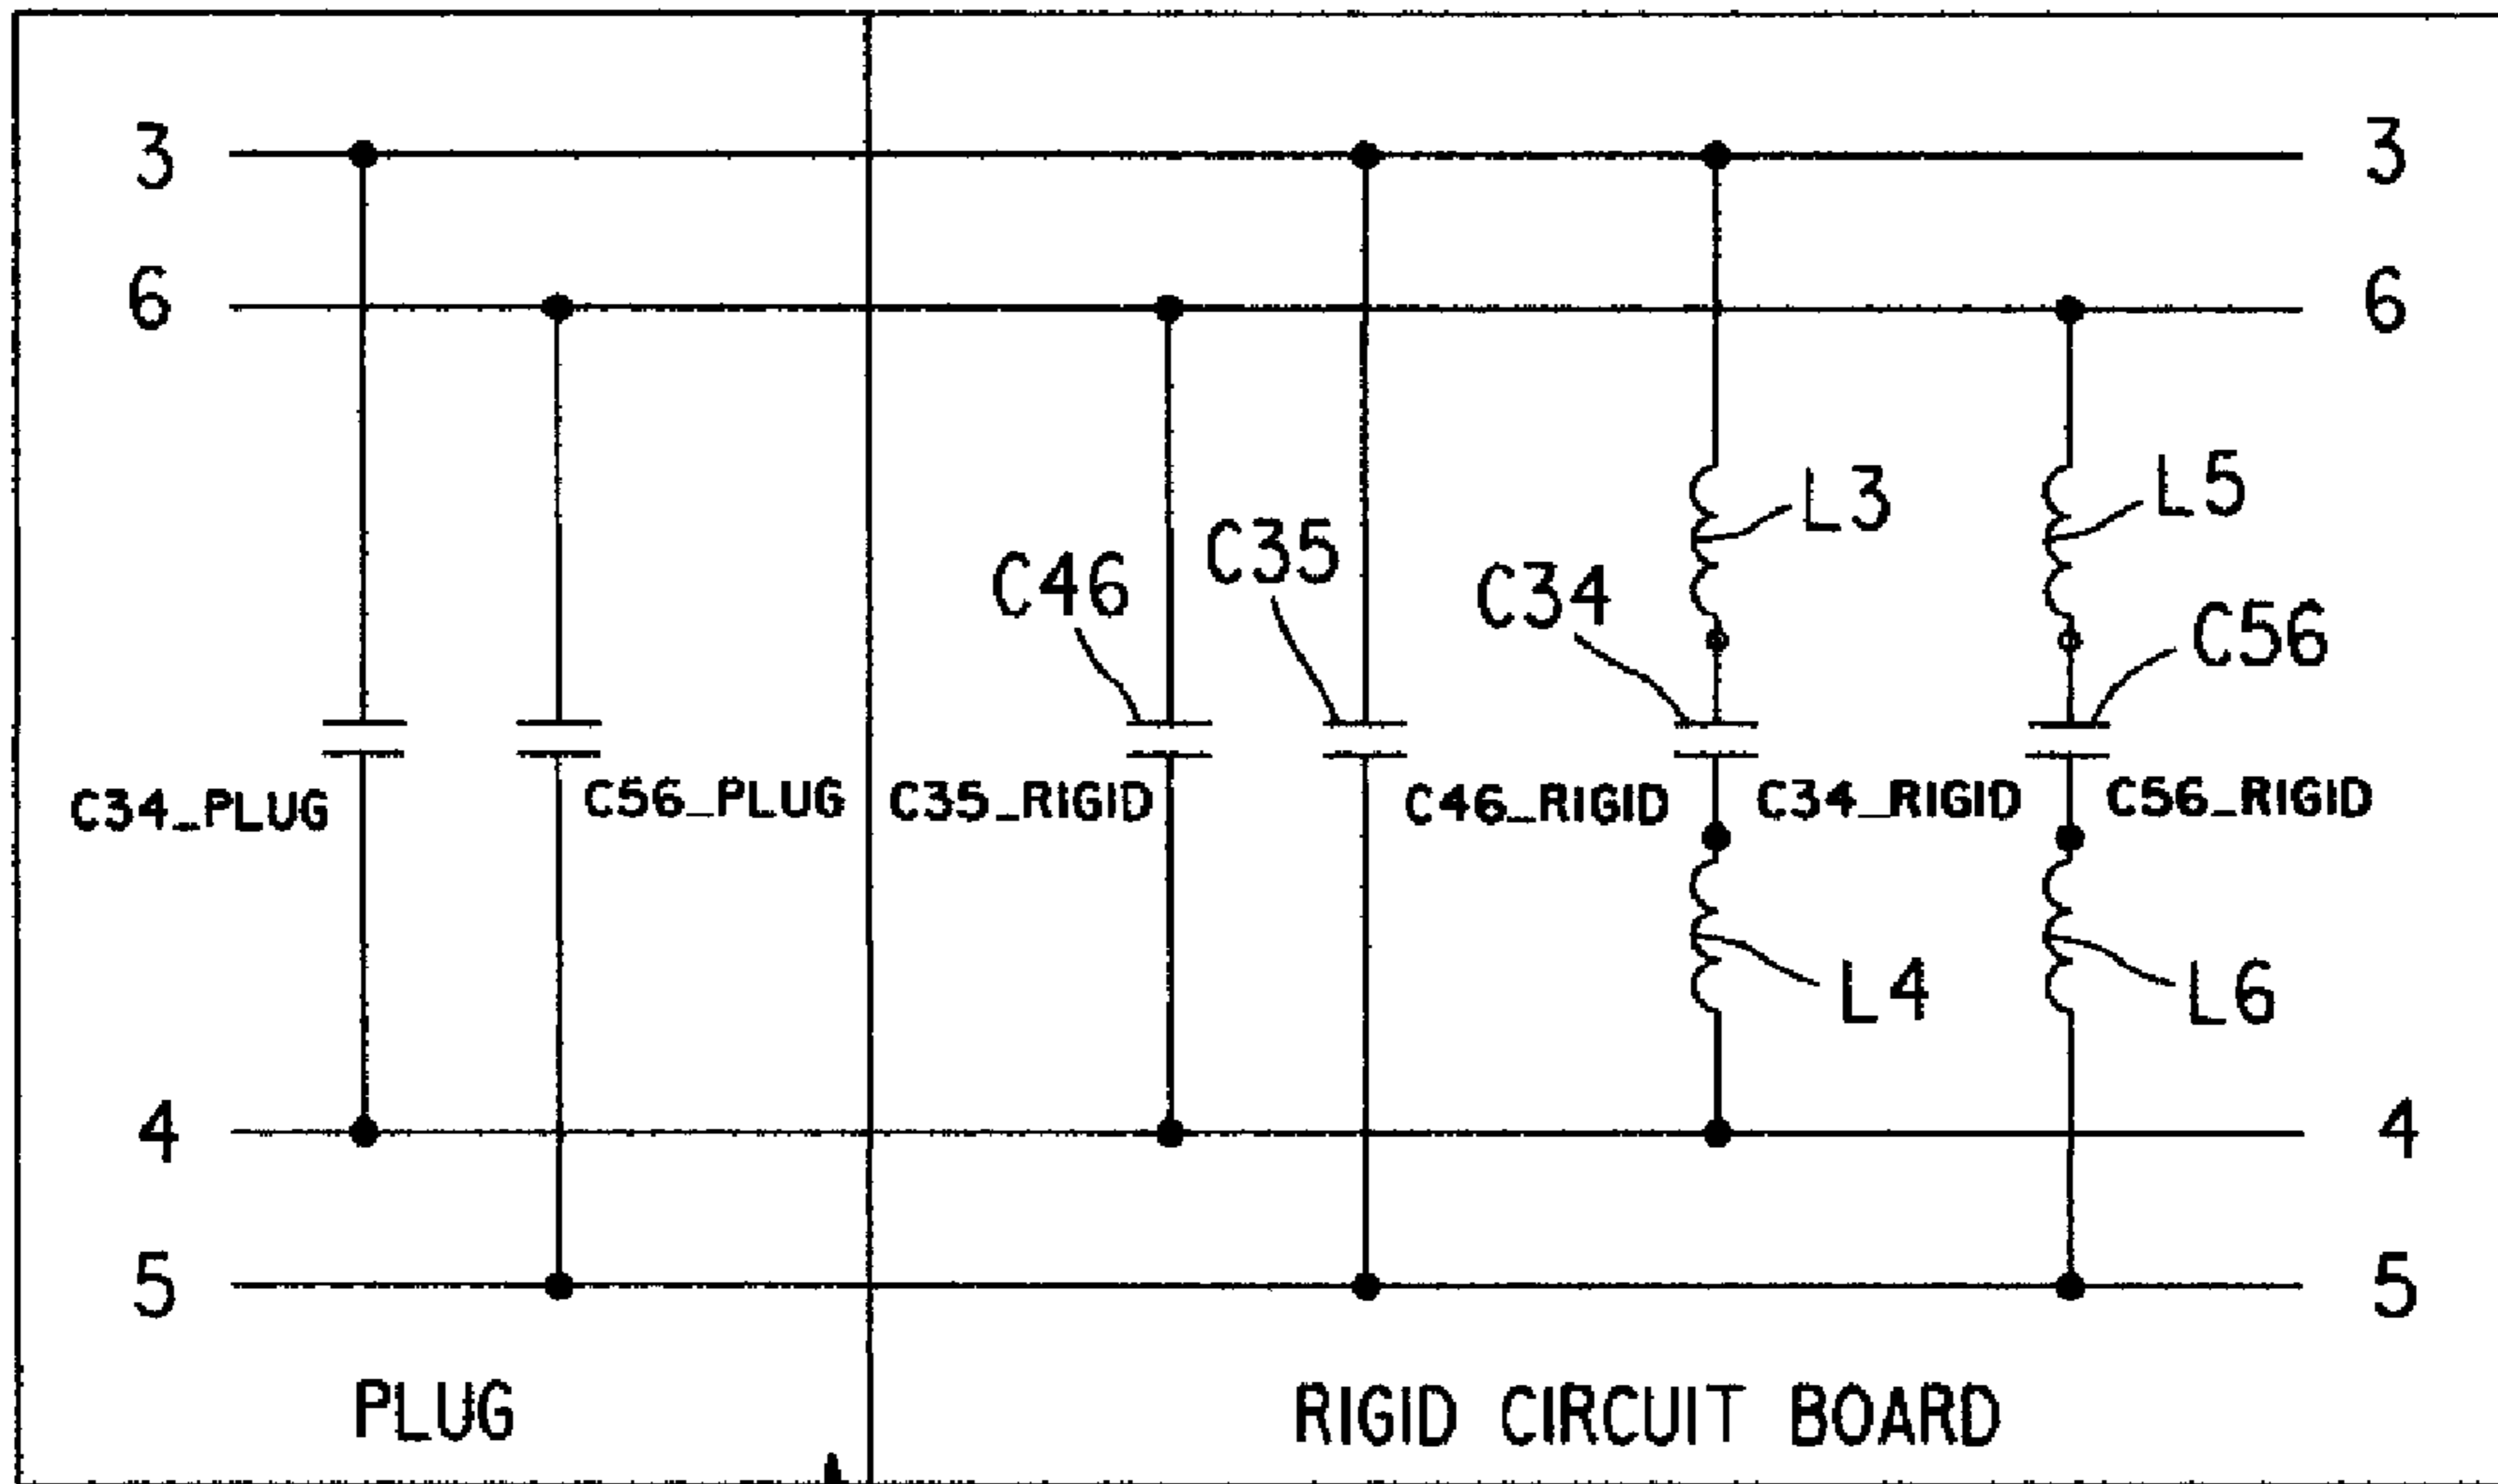 3
3
6
6
L5
L3
C35
C46
C34
C56
C34_PLUG
C56_PLUG
C35_RIGID
C46_RIGID
C34_RIGID
C56_RIGID
L4
L6
4
4
5
5
PLUG
RIGID CIRCUIT BOARD